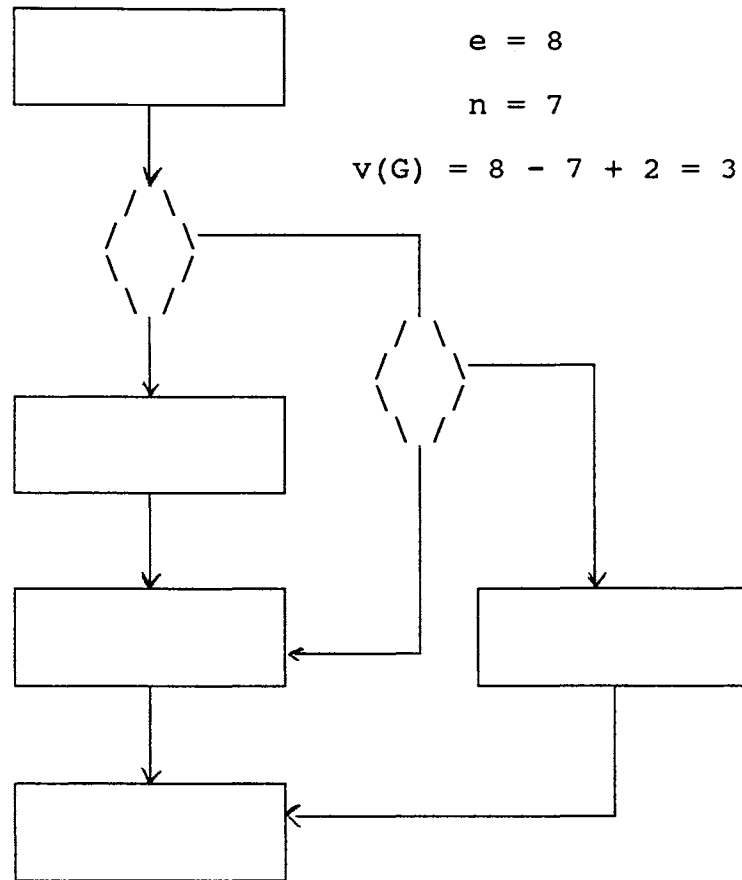 e = 8
n = 7
v(G) = 8 - 7 + 2 = 3